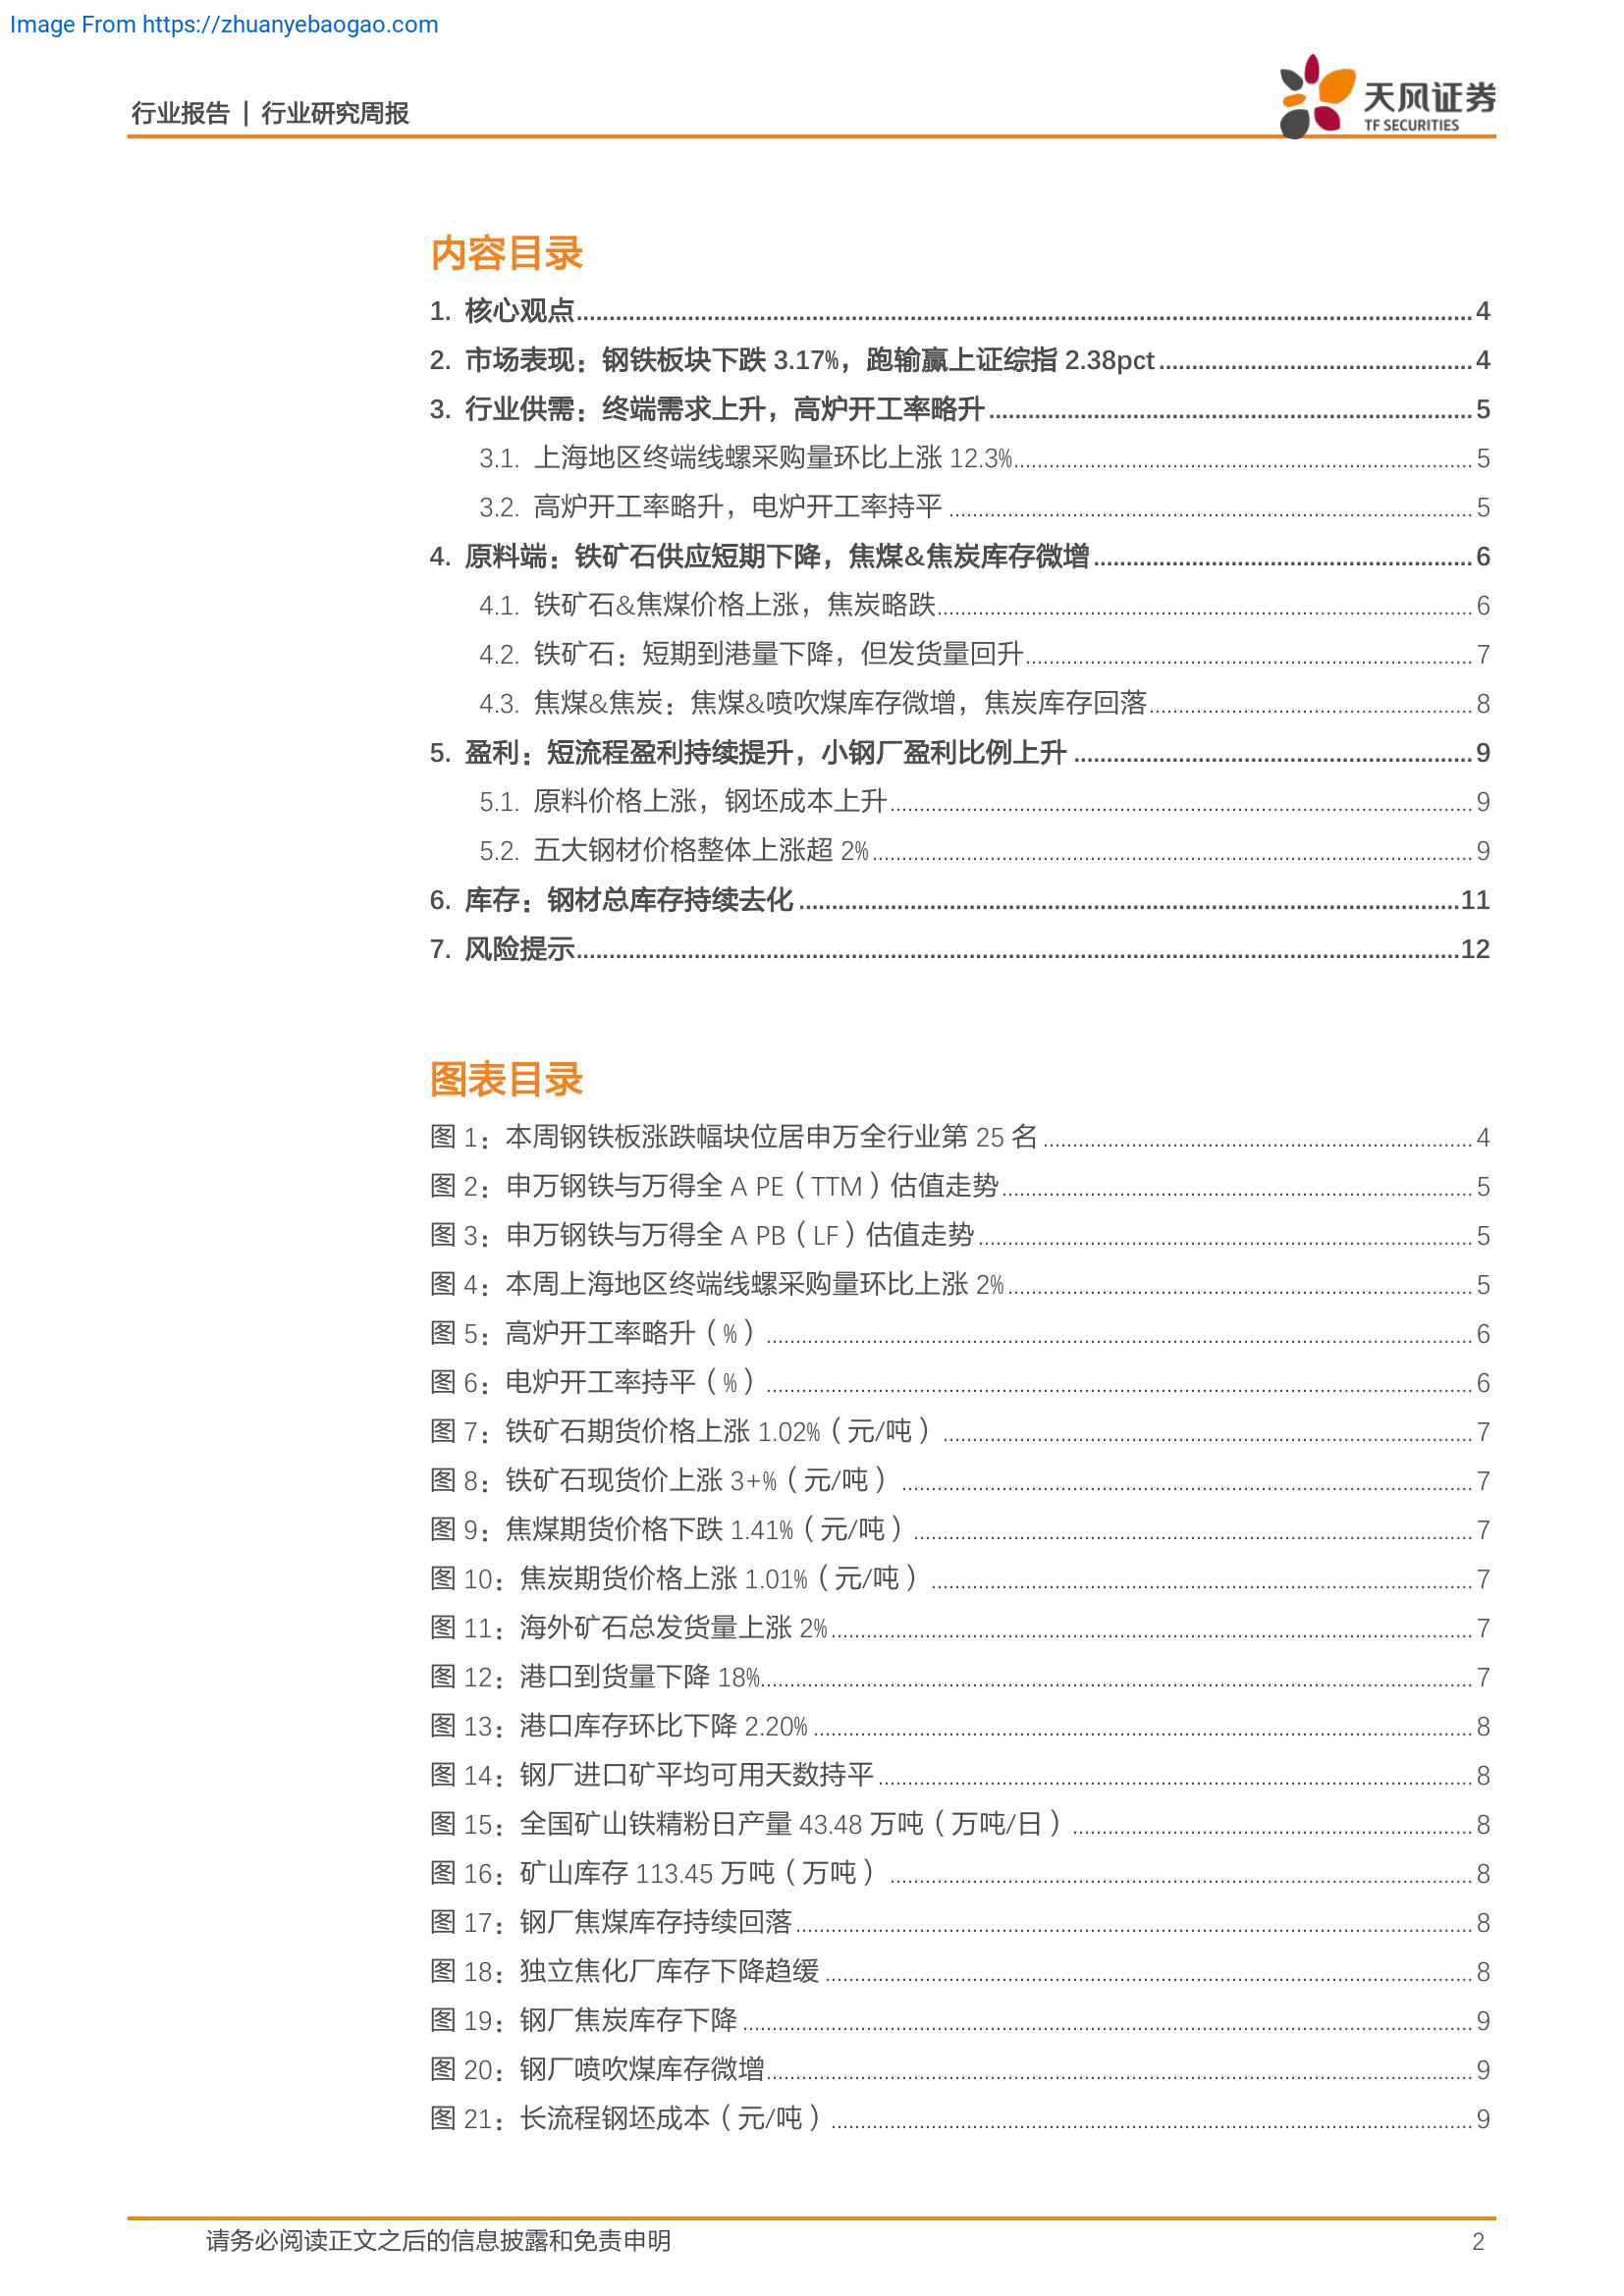 Image From https://zhuanyebaogao.com
行业报告 | 行业研究周报
天风证券
TF SECURITIES
内容目录
1. 核心观点........4
2. 市场表现：钢铁板块下跌 3.17%，跑输赢上证综指 2.38pct........4
3. 行业供需：终端需求上升，高炉开工率略升........5
3.1. 上海地区终端线螺采购量环比上涨 12.3%........5
3.2. 高炉开工率略升，电炉开工率持平........5
4. 原料端：铁矿石供应短期下降，焦煤&焦炭库存微增........6
4.1. 铁矿石&焦煤价格上涨，焦炭略跌........6
4.2. 铁矿石：短期到港量下降，但发货量回升........7
4.3. 焦煤&焦炭：焦煤&喷吹煤库存微增，焦炭库存回落........8
5. 盈利：短流程盈利持续提升，小钢厂盈利比例上升........9
5.1. 原料价格上涨，钢坯成本上升........9
5.2. 五大钢材价格整体上涨超 2%........9
6. 库存：钢材总库存持续去化........11
7. 风险提示........12
图表目录
图 1：本周钢铁板涨跌幅块位居申万全行业第 25 名........4
图 2：申万钢铁与万得全 A PE（TTM）估值走势........5
图 3：申万钢铁与万得全 A PB（LF）估值走势........5
图 4：本周上海地区终端线螺采购量环比上涨 2%........5
图 5：高炉开工率略升（%）........6
图 6：电炉开工率持平（%）........6
图 7：铁矿石期货价格上涨 1.02%（元/吨）........7
图 8：铁矿石现货价上涨 3+%（元/吨）........7
图 9：焦煤期货价格下跌 1.41%（元/吨）........7
图 10：焦炭期货价格上涨 1.01%（元/吨）........7
图 11：海外矿石总发货量上涨 2%........7
图 12：港口到货量下降 18%........7
图 13：港口库存环比下降 2.20%........8
图 14：钢厂进口矿平均可用天数持平........8
图 15：全国矿山铁精粉日产量 43.48 万吨（万吨/日）........8
图 16：矿山库存 113.45 万吨（万吨）........8
图 17：钢厂焦煤库存持续回落........8
图 18：独立焦化厂库存下降趋缓........8
图 19：钢厂焦炭库存下降........9
图 20：钢厂喷吹煤库存微增........9
图 21：长流程钢坯成本（元/吨）........9
请务必阅读正文之后的信息披露和免责申明 2